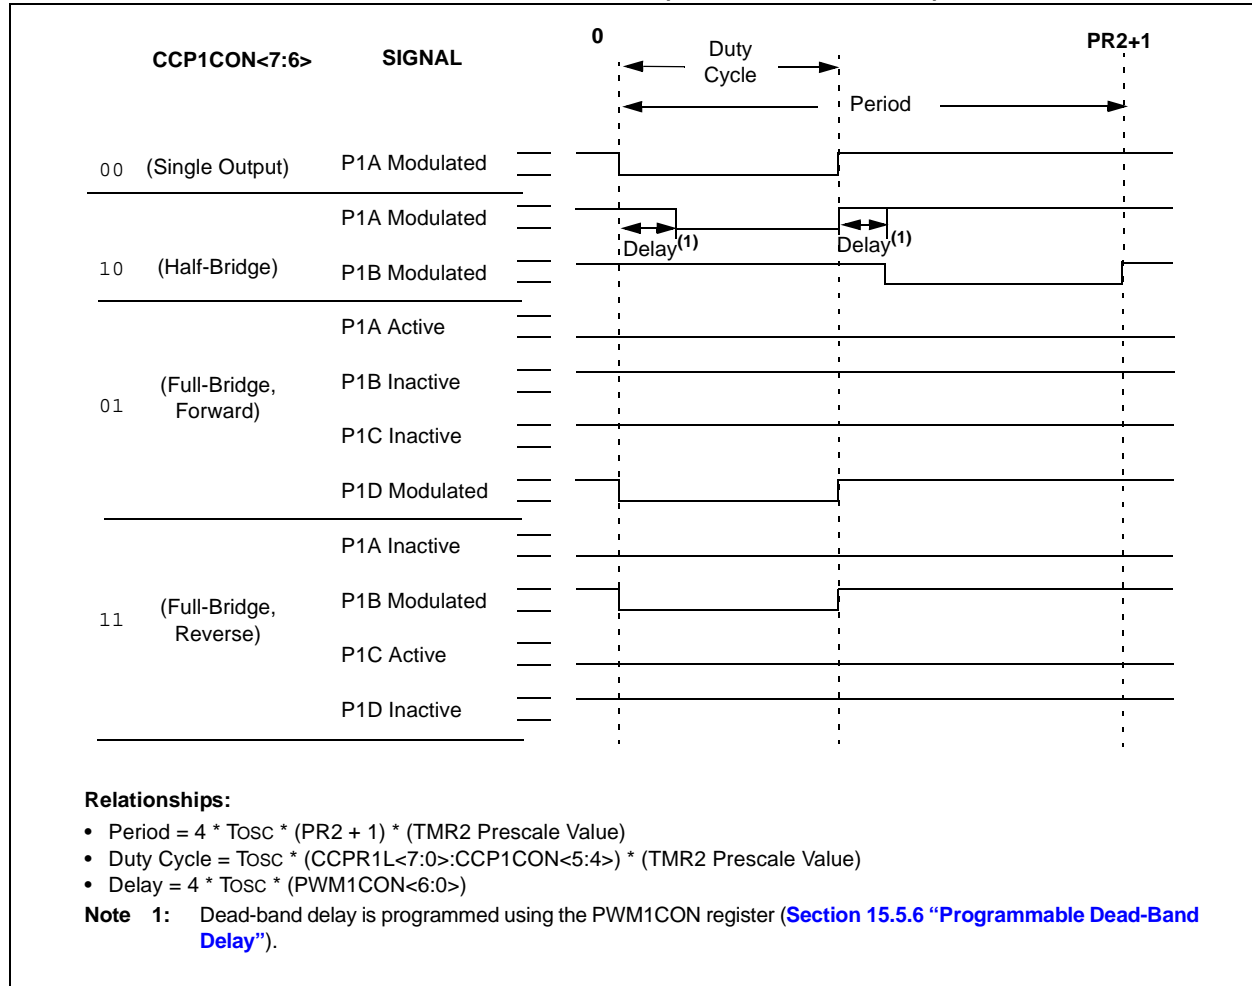 CCP1CON<7:6> SIGNAL 0 PR2+1
Duty
Cycle
Period
00 (Single Output) P1A Modulated
P1A Modulated
Delay(1) Delay(1)
10 (Half-Bridge) P1B Modulated
P1A Active
(Full-Bridge,
Forward)
P1B Inactive
01
P1C Inactive
P1D Modulated
P1A Inactive
(Full-Bridge,
Reverse)
P1B Modulated
11
P1C Active
P1D Inactive
Relationships:
• Period = 4 * TOSC * (PR2 + 1) * (TMR2 Prescale Value)
• Duty Cycle = TOSC * (CCPR1L<7:0>:CCP1CON<5:4>) * (TMR2 Prescale Value)
• Delay = 4 * TOSC * (PWM1CON<6:0>)
Note 1: Dead-band delay is programmed using the PWM1CON register (Section 15.5.6 “Programmable Dead-Band
Delay”).